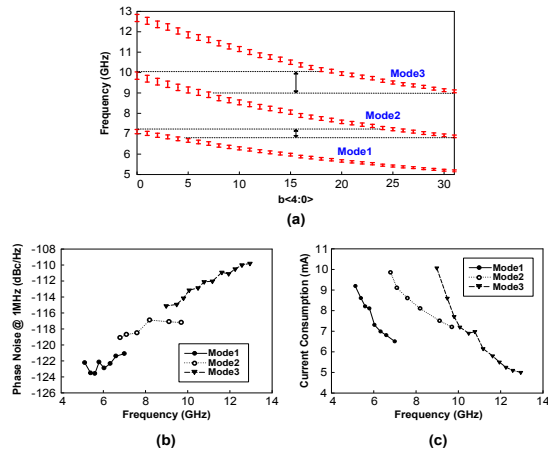 13
12
11
10
9
8
7
6
5
Frequency (GHz)
Mode3
Mode2
Mode1
0 5 10 15 20 25 30
b<4:0>
(a)
-108
-110
-112
-114
-116
-118
-120
-122
-124
-126
Phase Noise @ 1MHz (dBc/Hz)
Mode1
Mode2
Mode3
4 6 8 10 12 14
Frequency (GHz)
(b)
11
10
9
8
7
6
5
4
Current Consumption (mA)
Mode1
Mode2
Mode3
4 6 8 10 12 14
Frequency (GHz)
(c)